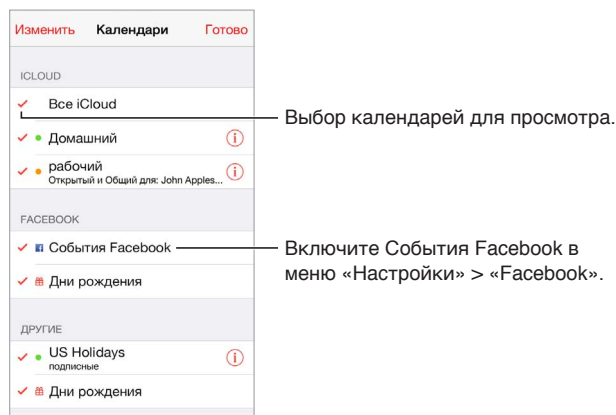 Изменить Календари Готово
ICLOUD
Все iCloud
Выбор календарей для просмотра.
Домашний
рабочий
Открытый и Общий для: John Apples...
FACEBOOK
События Facebook
Включите События Facebook в
меню «Настройки» > «Facebook».
Дни рождения
ДРУГИЕ
US Holidays
подписные
Дни рождения